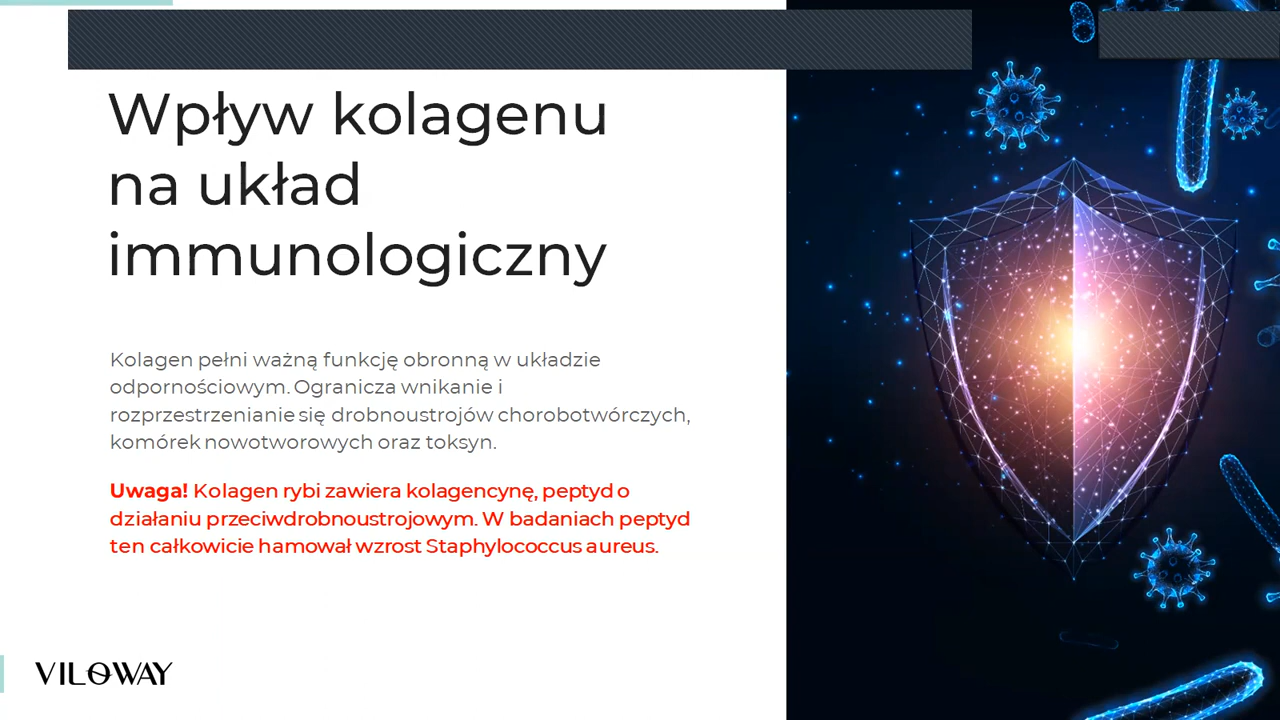 Wpływ kolagenu
na układ
immunologiczny
Kolagen pełni ważną funkcję obronną w układzie
odpornościowym. Ogranicza wnikanie i
rozprzestrzenianie się drobnoustrojów chorobotwórczych,
komórek nowotworowych oraz toksyn.
Uwaga! Kolagen rybi zawiera kolagencynę, peptyd o
działaniu przeciwdrobnoustrojowym. W badaniach peptyd
ten całkowicie hamował wzrost Staphylococcus aureus.
VILOWAY